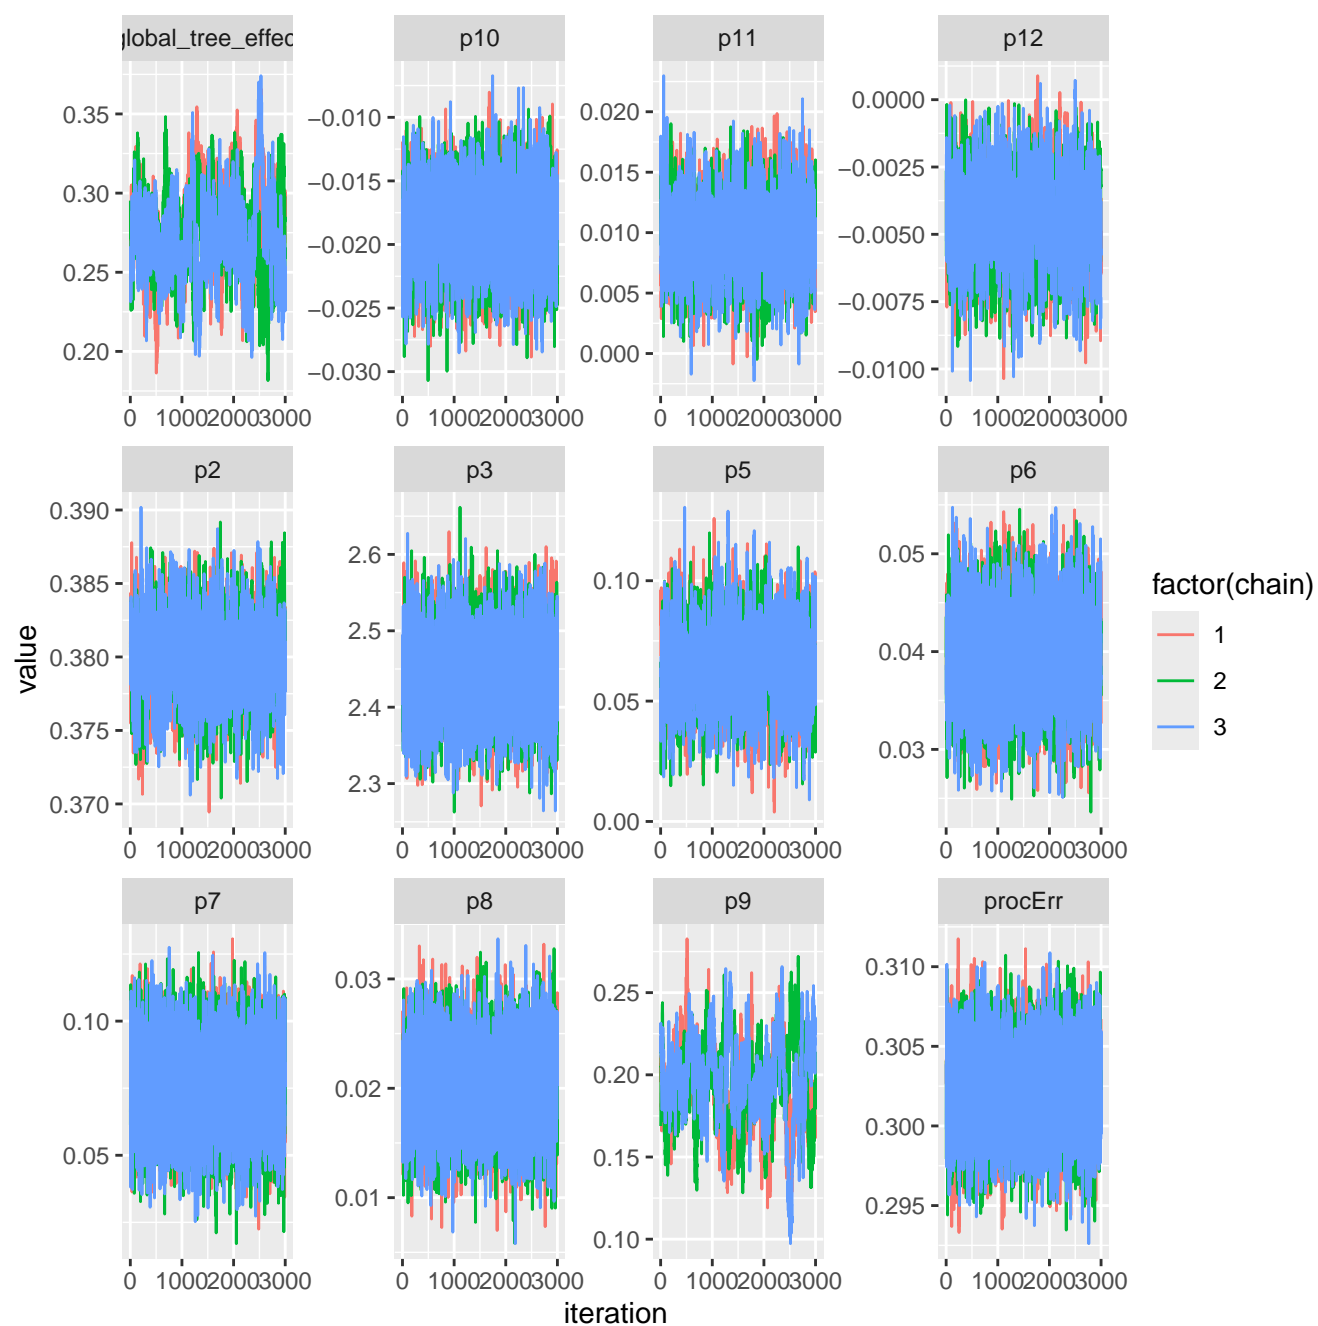 global_tree_effec
p10
p11
p12
0.35
0.30
0.25
0.20
−0.010
−0.015
−0.020
−0.025
−0.030
0.020
0.015
0.010
0.005
0.000
0.0000
−0.0025
−0.0050
−0.0075
−0.0100
0 1000 2000 3000
0 1000 2000 3000
0 1000 2000 3000
0 1000 2000 3000
p2
p3
p5
p6
0.390
0.385
0.380
0.375
0.370
2.6
2.5
2.4
2.3
0.10
0.05
0.00
0.05
0.04
0.03
0 1000 2000 3000
0 1000 2000 3000
0 1000 2000 3000
0 1000 2000 3000
p7
p8
p9
procErr
0.10
0.05
0.03
0.02
0.01
0.25
0.20
0.15
0.10
0.310
0.305
0.300
0.295
0 1000 2000 3000
0 1000 2000 3000
0 1000 2000 3000
0 1000 2000 3000
value
iteration
factor(chain)
1
2
3